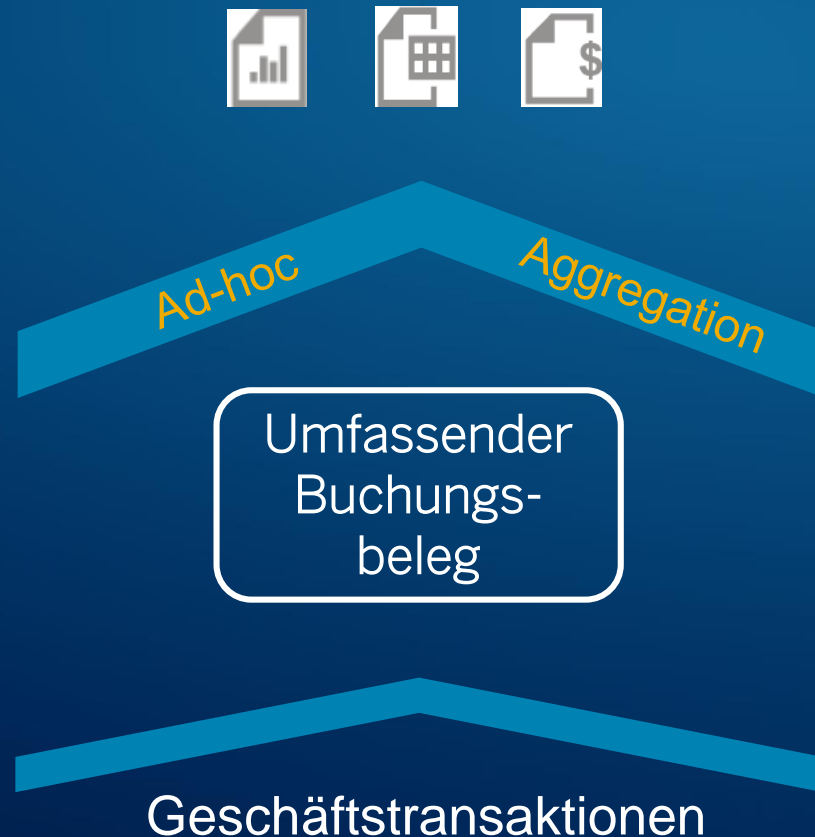 $
Ad-hoc
Aggregation
Umfassender
Buchungs-
beleg
Geschäftstransaktionen